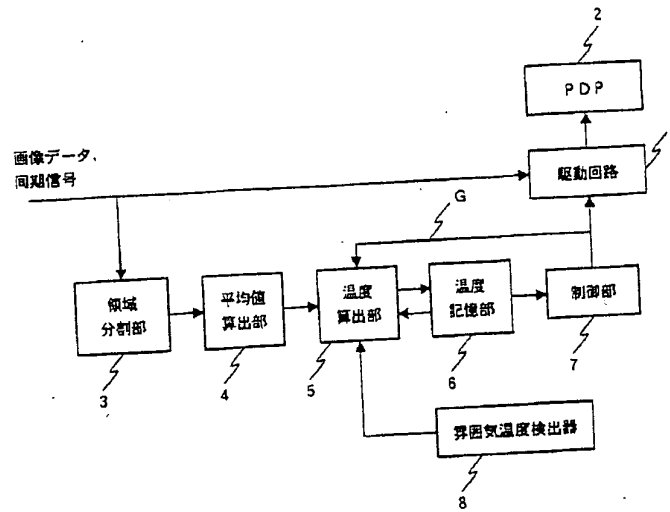 2
PDP
画像データ,
同期信号
駆動回路
G
領域
分割部
平均値
算出部
温度
算出部
温度
記憶部
制御部
3
4
5
6
7
雰囲気温度検出器
8